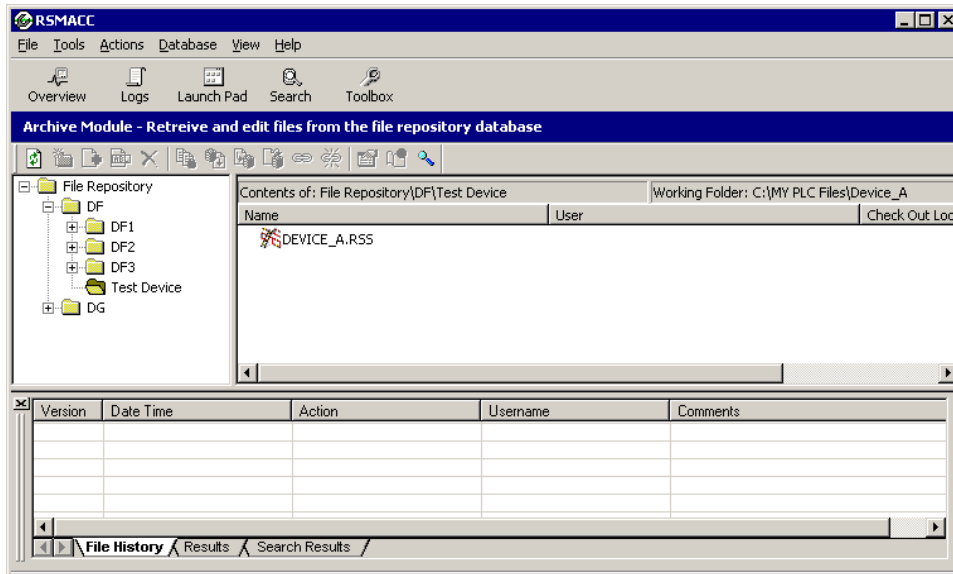 RSMACC
File Tools Actions Database View Help
Overview Logs Launch Pad Search Toolbox
Archive Module - Retreive and edit files from the file repository database
File Repository
DF
DF1
DF2
DF3
Test Device
DG
Contents of: File Repository\DF\Test Device Working Folder: C:\MY PLC Files\Device_A
Name User Check Out Loc
DEVICE_A.RSS
Version Date Time Action Username Comments
File History Results Search Results